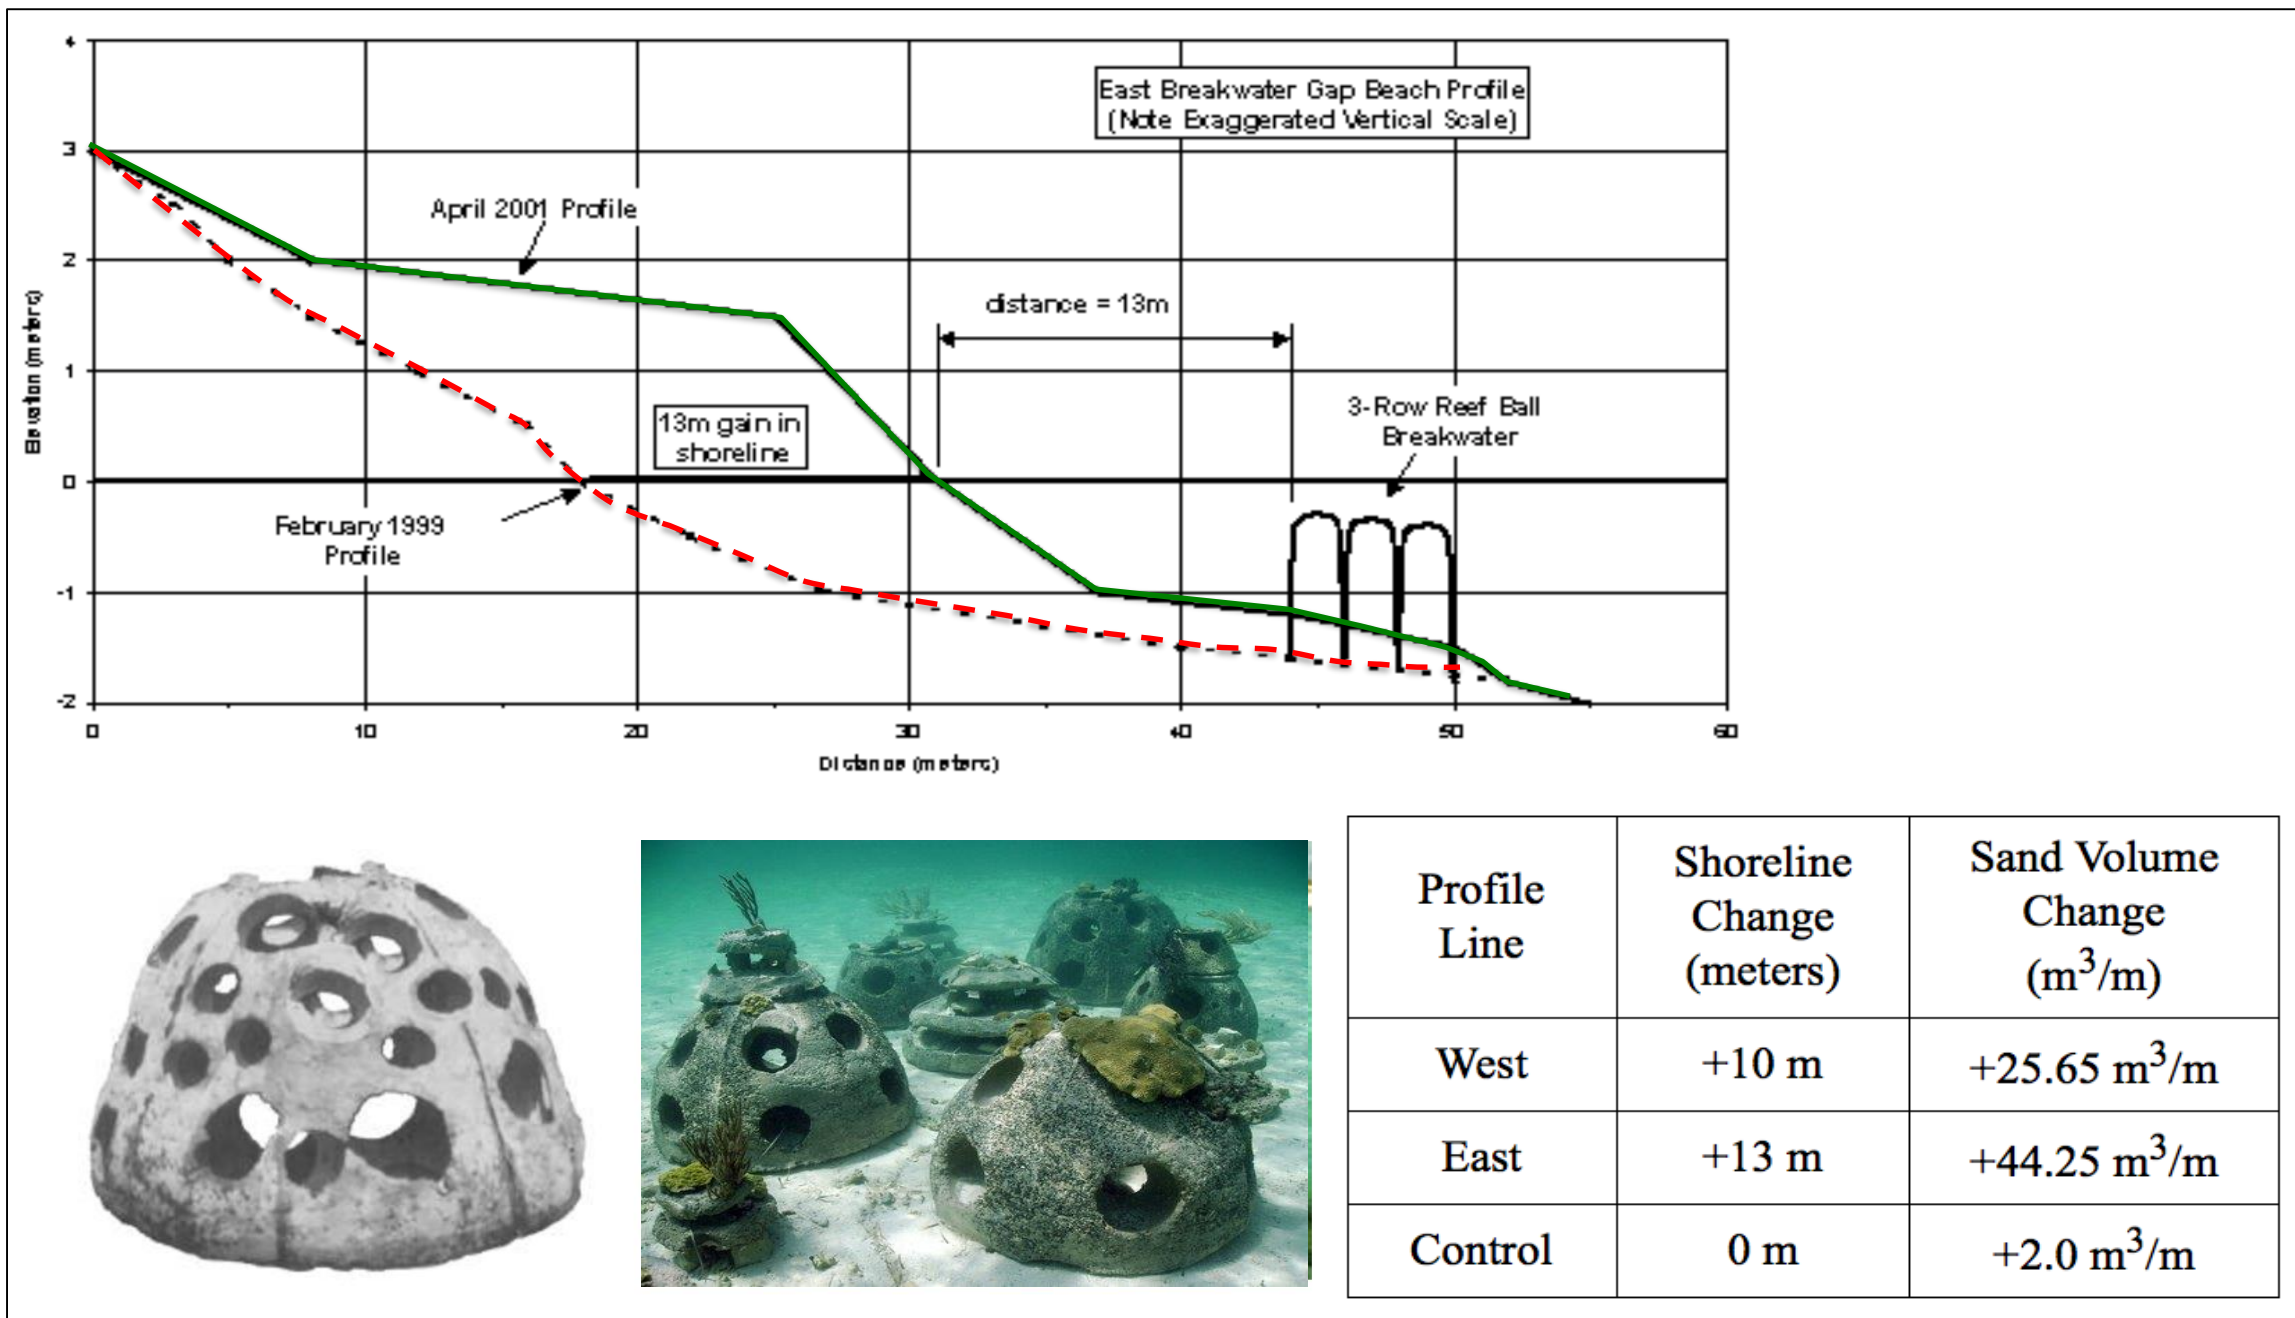 East Breakwater Gap Beach Profile
(Note Exaggerated Vertical Scale)
4
3
2
1
0
-1
-2
Elevation (meters)
April 2001 Profile
distance = 13m
3-Row Reef Ball
Breakwater
13m gain in
shoreline
February 1999
Profile
0
10
20
30
40
50
60
Distance (meters)
Profile
Line
Shoreline
Change
(meters)
Sand Volume
Change
(m³/m)
West
+10 m
+25.65 m³/m
East
+13 m
+44.25 m³/m
Control
0 m
+2.0 m³/m